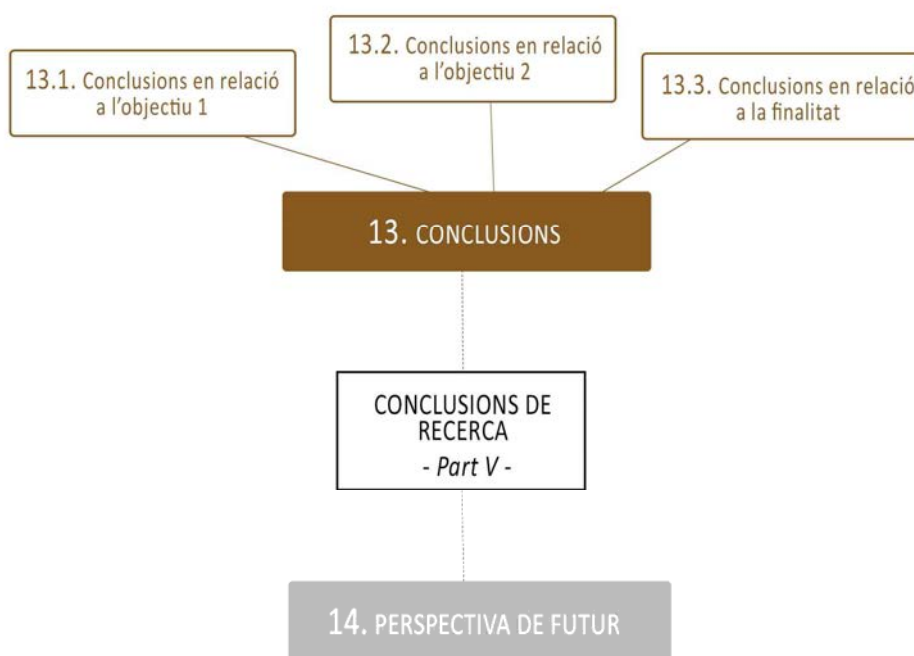 13.1. Conclusions en relació
a l'objectiu 1
13.2. Conclusions en relació
a l'objectiu 2
13.3. Conclusions en relació
a la finalitat
13. CONCLUSIONS
CONCLUSIONS DE
RECERCA
- Part V -
14. PERSPECTIVA DE FUTUR